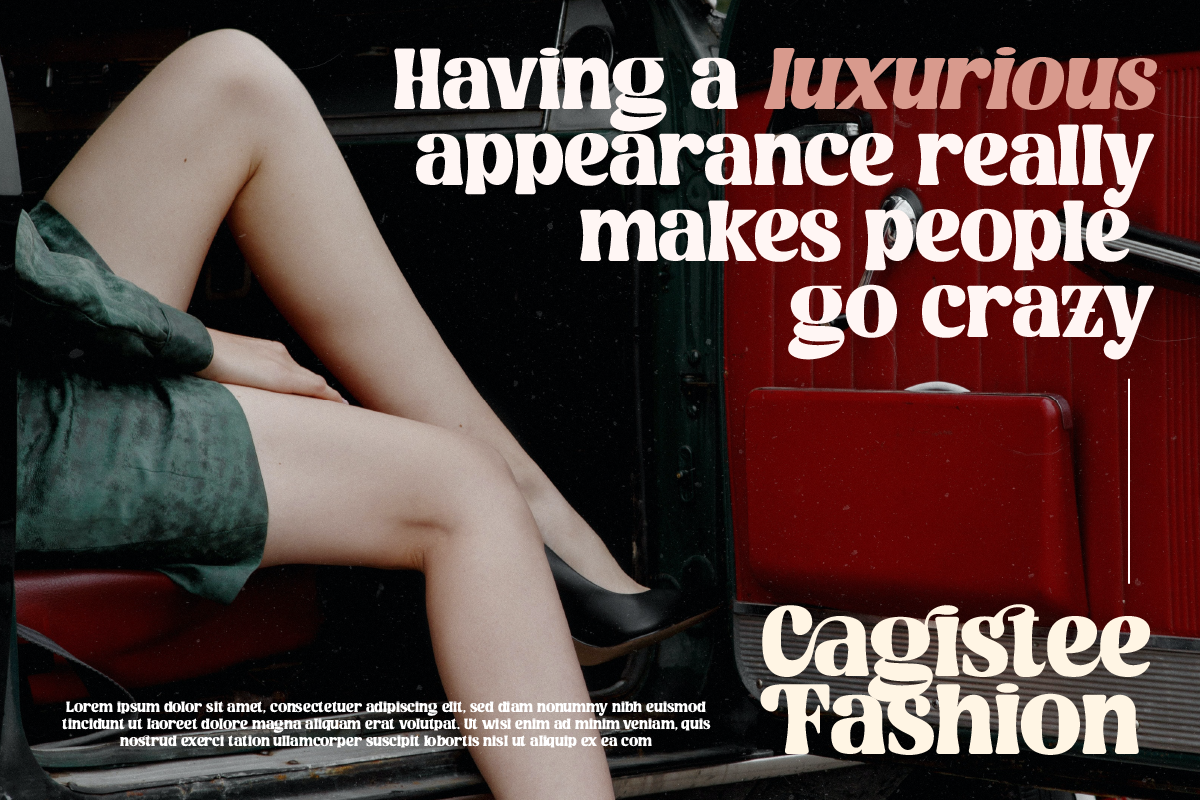 Having a luxurious
appearance really
makes people
go crazy
Cagistee
Fashion
Lorem ipsum dolor sit amet, consectetuer adipiscing elit, sed diam nonummy nibh euismod
tincidunt ut laoreet dolore magna aliquam erat volutpat. Ut wisi enim ad minim veniam, quis
nostrud exerci tation ullamcorper suscipit lobortis nisl ut aliquip ex ea com